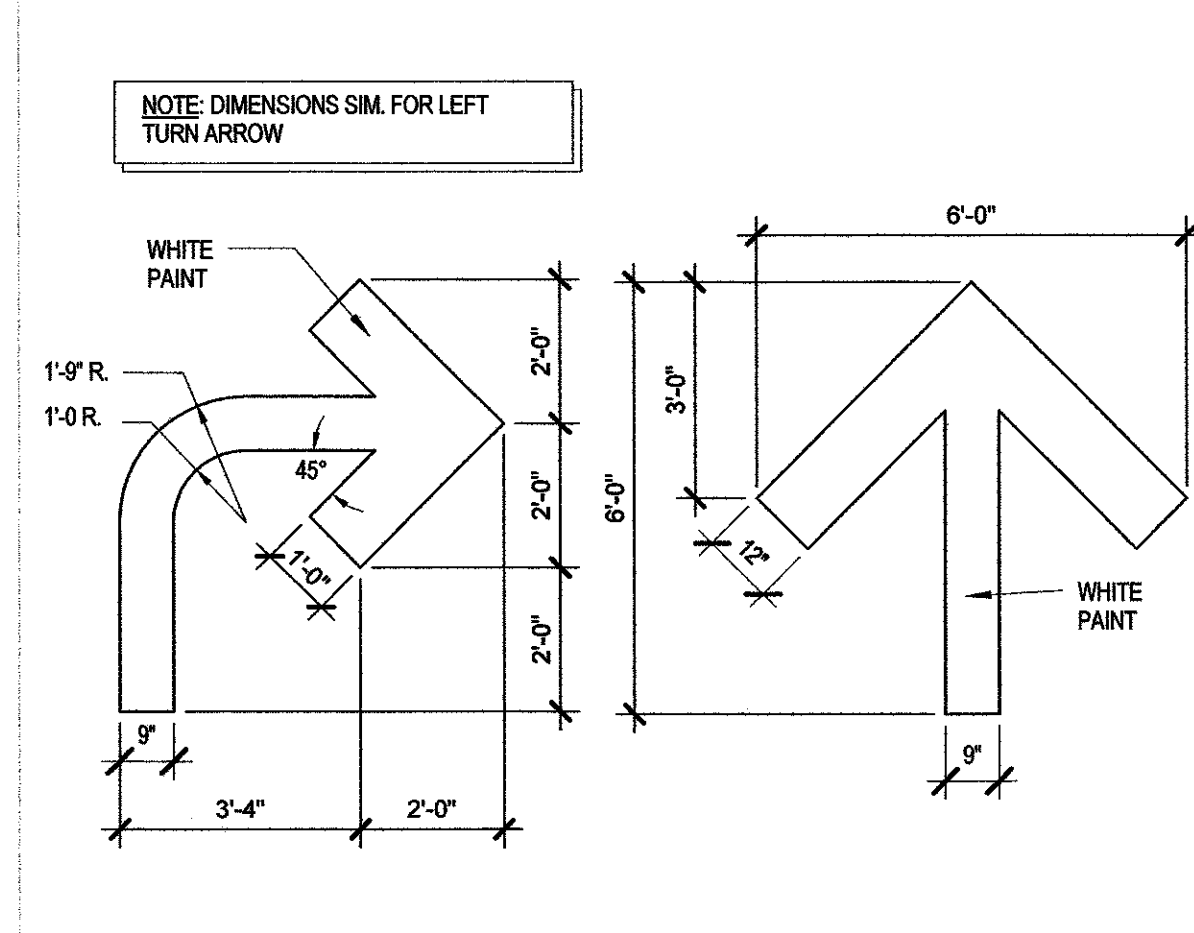 NOTE: DIMENSIONS SIM. FOR LEFT
TURN ARROW
WHITE
PAINT
1'-9" R.
1'-0 R.
45°
1'-0"
2'-0"
2'-0"
2'-0"
9"
3'-4"
2'-0"
6'-0"
3'-0"
6'-0"
12"
WHITE
PAINT
9"